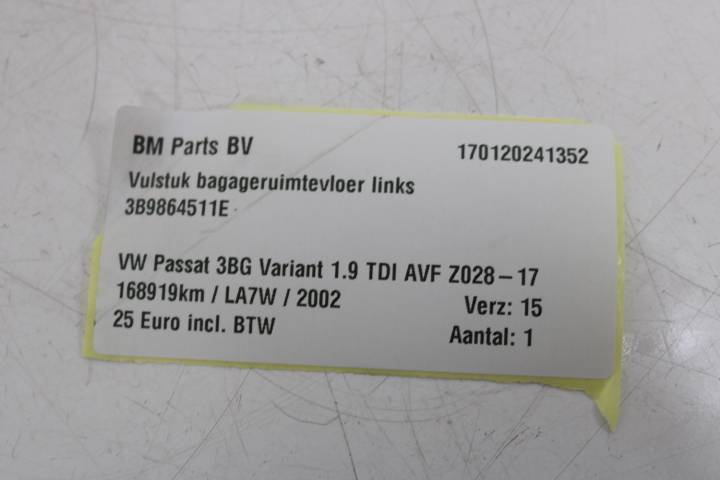 BM Parts BV 170120241352
Vulstuk bagageruimtevloer links
3B9864511E
VW Passat 3BG Variant 1.9 TDI AVF Z028-17
168919km / LA7W / 2002 Verz: 15
25 Euro incl. BTW Aantal: 1